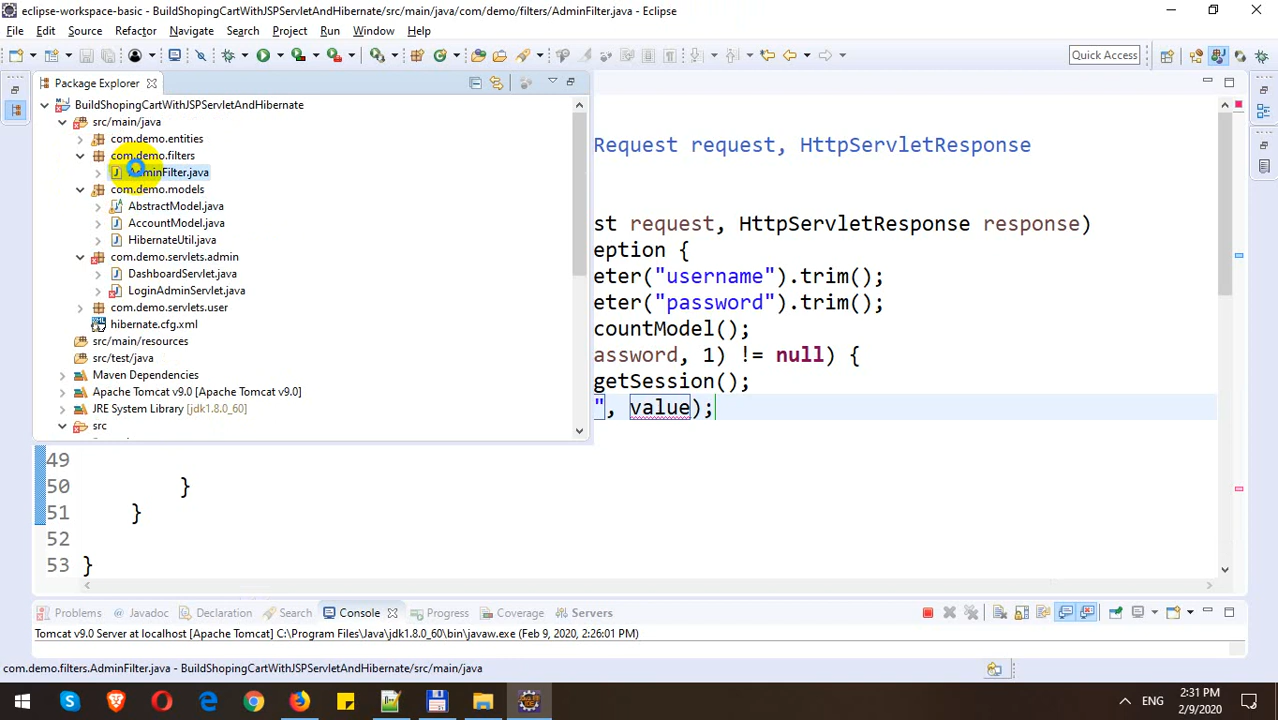 eclipse-workspace-basic - BuildShopingCartWithJSPServletAndHibernate/src/main/java/com/demo/filters/AdminFilter.java - Eclipse
File Edit Source Refactor Navigate Search Project Run Window Help
Quick Access
Package Explorer
BuildShopingCartWithJSPServletAndHibernate
src/main/java
com.demo.entities
com.demo.filters
AdminFilter.java
com.demo.models
AbstractModel.java
AccountModel.java
HibernateUtil.java
com.demo.servlets.admin
DashboardServlet.java
LoginAdminServlet.java
com.demo.servlets.user
hibernate.cfg.xml
src/main/resources
src/test/java
Maven Dependencies
Apache Tomcat v9.0 [Apache Tomcat v9.0]
JRE System Library [jdk1.8.0_60]
src
Request request, HttpServletResponse
st request, HttpServletResponse response)
eption {
eter("username").trim();
eter("password").trim();
countModel();
assword, 1) != null) {
getSession();
", value);
49
50 }
51 }
52
53 }
Problems Javadoc Declaration Search Console Progress Coverage Servers
Tomcat v9.0 Server at localhost [Apache Tomcat] C:\Program Files\Java\jdk1.8.0_60\bin\javaw.exe (Feb 9, 2020, 2:26:01 PM)
com.demo.filters.AdminFilter.java - BuildShopingCartWithJSPServletAndHibernate/src/main/java
ENG
2:31 PM
2/9/2020